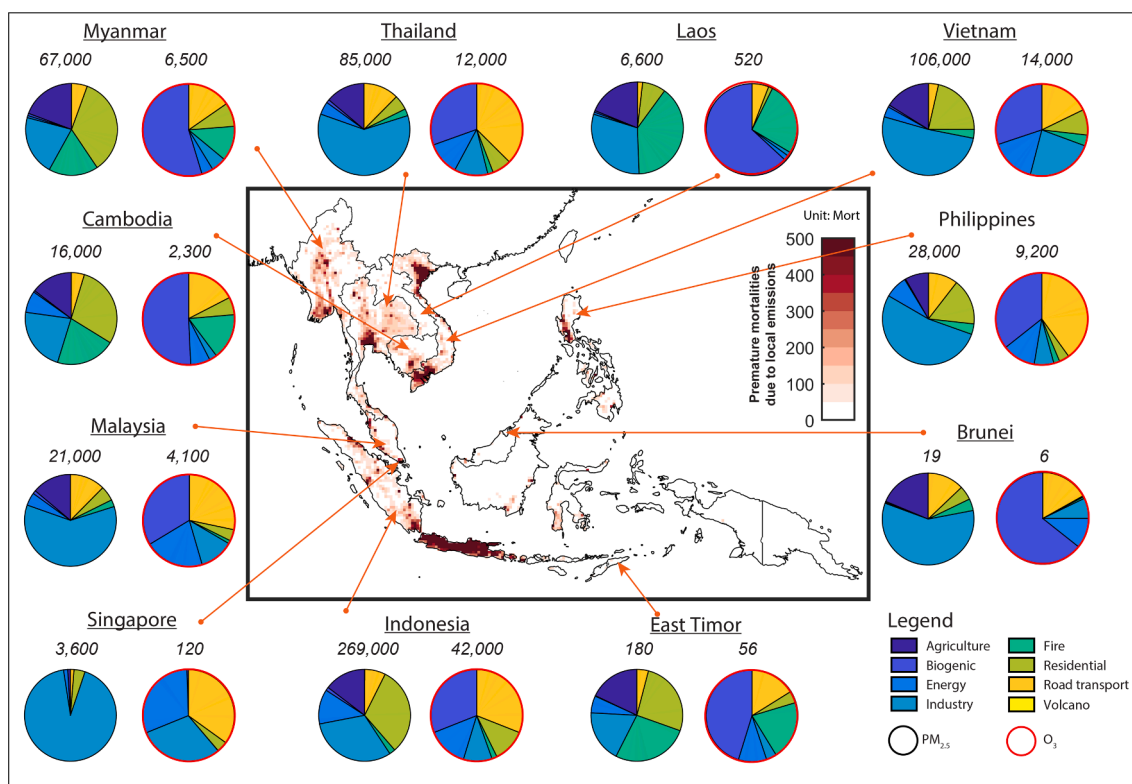 Myanmar
67,000
6,500
Thailand
85,000
12,000
Laos
6,600
520
Vietnam
106,000
14,000
Cambodia
16,000
2,300
Unit: Mort
500
400
300
200
100
0
Premature mortalities
due to local emissions
Philippines
28,000
9,200
Malaysia
21,000
4,100
Brunei
19
6
Singapore
3,600
120
Indonesia
269,000
42,000
East Timor
180
56
Legend
Agriculture
Biogenic
Energy
Industry
Fire
Residential
Road transport
Volcano
PM2.5
O3